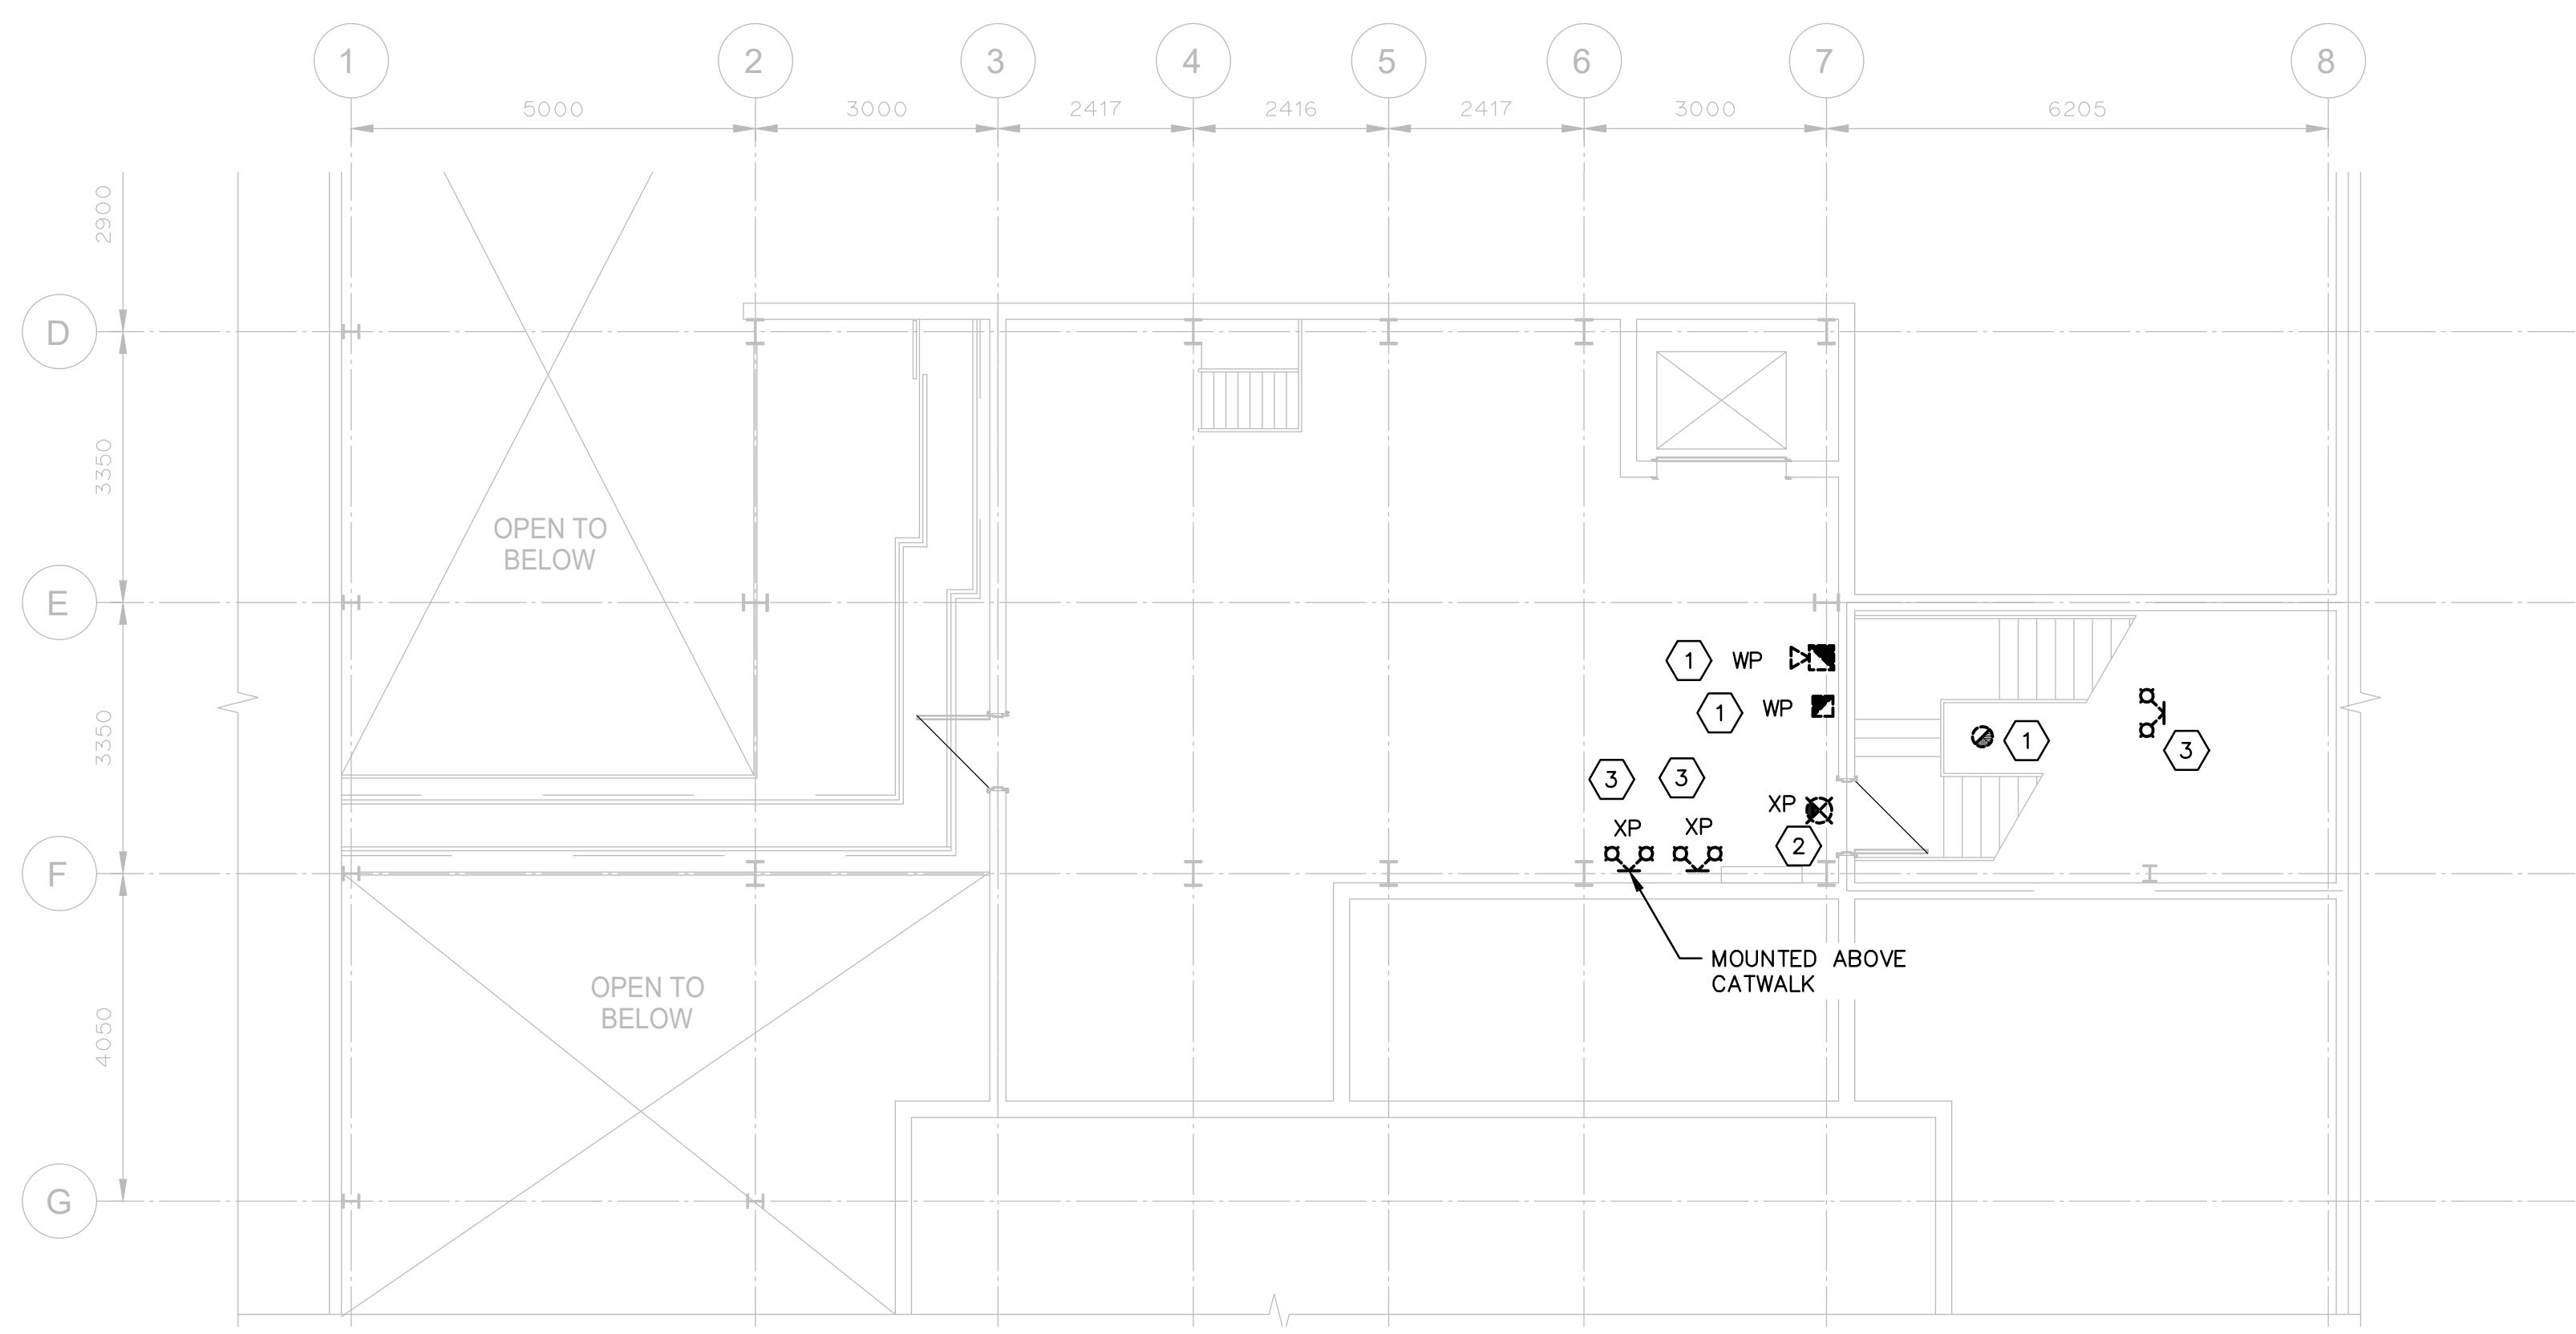 1 2 3 4 5 6 7 8
5000 3000 2417 2416 2417 3000 6205
2900
D
3350
OPEN TO
BELOW
E
1 WP
1 WP
3350
1
3
3 3
XP
XP XP
2
F
MOUNTED ABOVE
CATWALK
OPEN TO
BELOW
4050
G